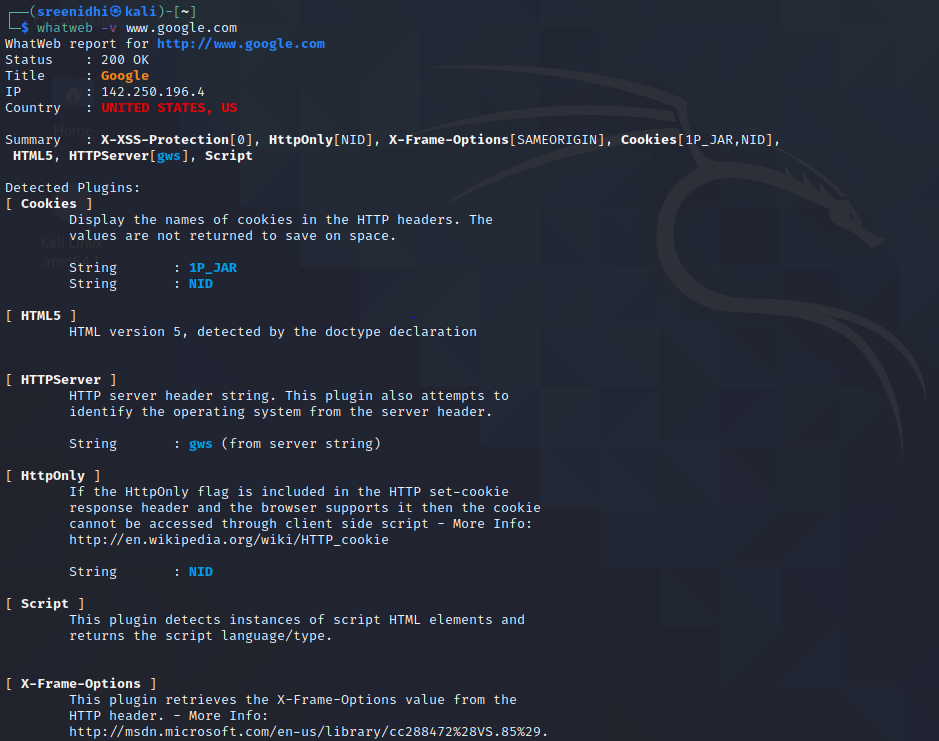 ┌──(sreenidhi㉿kali)-[~]
└─$ whatweb -v www.google.com
WhatWeb report for http://www.google.com
Status    : 200 OK
Title     : Google
IP        : 142.250.196.4
Country   : UNITED STATES, US
Home
Summary   : X-XSS-Protection[0], HttpOnly[NID], X-Frame-Options[SAMEORIGIN], Cookies[1P_JAR,NID],
HTML5, HTTPServer[gws], Script
Detected Plugins:
[ Cookies ]
Display the names of cookies in the HTTP headers. The
values are not returned to save on space.
Kali Linux
String       : 1P_JAR
String       : NID
[ HTML5 ]
HTML version 5, detected by the doctype declaration
[ HTTPServer ]
HTTP server header string. This plugin also attempts to
identify the operating system from the server header.
String       : gws (from server string)
[ HttpOnly ]
If the HttpOnly flag is included in the HTTP set-cookie
response header and the browser supports it then the cookie
cannot be accessed through client side script - More Info:
http://en.wikipedia.org/wiki/HTTP_cookie
String       : NID
[ Script ]
This plugin detects instances of script HTML elements and
returns the script language/type.
[ X-Frame-Options ]
This plugin retrieves the X-Frame-Options value from the
HTTP header. - More Info:
http://msdn.microsoft.com/en-us/library/cc288472%28VS.85%29.